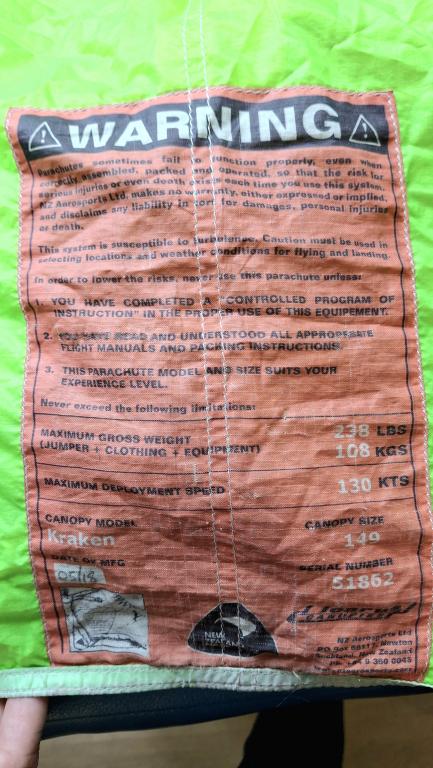 WARNING
Parachutes sometimes fail to function properly, even when
correctly assembled, packed and operated, so that the risk for
serious injuries or even death exists each time you use this system.
NZ Aerosports Ltd, makes no warranty, either expressed or implied,
and disclaims any liability in tort for damages, personal injuries
or death.
This system is susceptible to turbulence. Caution must be used in
selecting locations and weather conditions for flying and landing.
In order to lower the risks, never use this parachute unless:
1. YOU HAVE COMPLETED A "CONTROLLED PROGRAM OF
INSTRUCTION" IN THE PROPER USE OF THIS EQUIPEMENT.
2. YOU HAVE READ AND UNDERSTOOD ALL APPROPERATE
FLIGHT MANUALS AND PACKING INSTRUCTIONS
3. THIS PARACHUTE MODEL AND SIZE SUITS YOUR
EXPERIENCE LEVEL.
Never exceed the following limitations:
MAXIMUM GROSS WEIGHT 238 LBS
(JUMPER + CLOTHING + EQUIPEMENT) 108 KGS
MAXIMUM DEPLOYMENT SPEED 130 KTS
CANOPY MODEL CANOPY SIZE
Kraken 149
DATE OF MFG SERIAL NUMBER
05/18 51862
NEW
ZEALAND
NZ Aerosports Ltd
Auckland, New Zealand